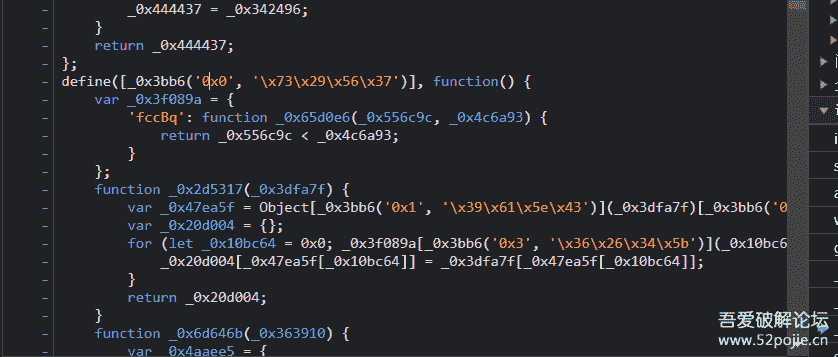 _0x444437 = _0x342496;
}
return _0x444437;
};
define([_0x3bb6('0x0', '\x73\x29\x56\x37')], function() {
var _0x3f089a = {
'fccBq': function _0x65d0e6(_0x556c9c, _0x4c6a93) {
return _0x556c9c < _0x4c6a93;
}
};
function _0x2d5317(_0x3dfa7f) {
var _0x47ea5f = Object[_0x3bb6('0x1', '\x39\x61\x5e\x43')](_0x3dfa7f)[_0x3bb6('0
var _0x20d004 = {};
for (let _0x10bc64 = 0x0; _0x3f089a[_0x3bb6('0x3', '\x36\x26\x34\x5b')](_0x10bc6
_0x20d004[_0x47ea5f[_0x10bc64]] = _0x3dfa7f[_0x47ea5f[_0x10bc64]];
}
return _0x20d004;
}
function _0x6d646b(_0x363910) {
var _0x4aaee5 = {
吾爱破解论坛
www.52pojie.cn